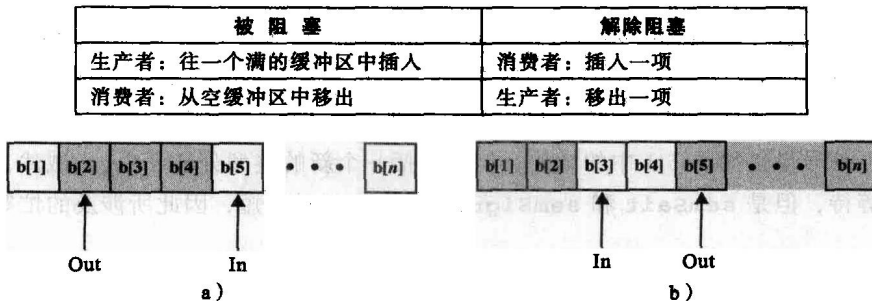 被 阻 塞 解除阻塞
生产者：往一个满的缓冲区中插入 消费者：插入一项
消费者：从空缓冲区中移出 生产者：移出一项
b[1] b[2] b[3] b[4] b[5] • • • b[n] b[1] b[2] b[3] b[4] b[5] • • • b[n]
Out In In Out
a） b）